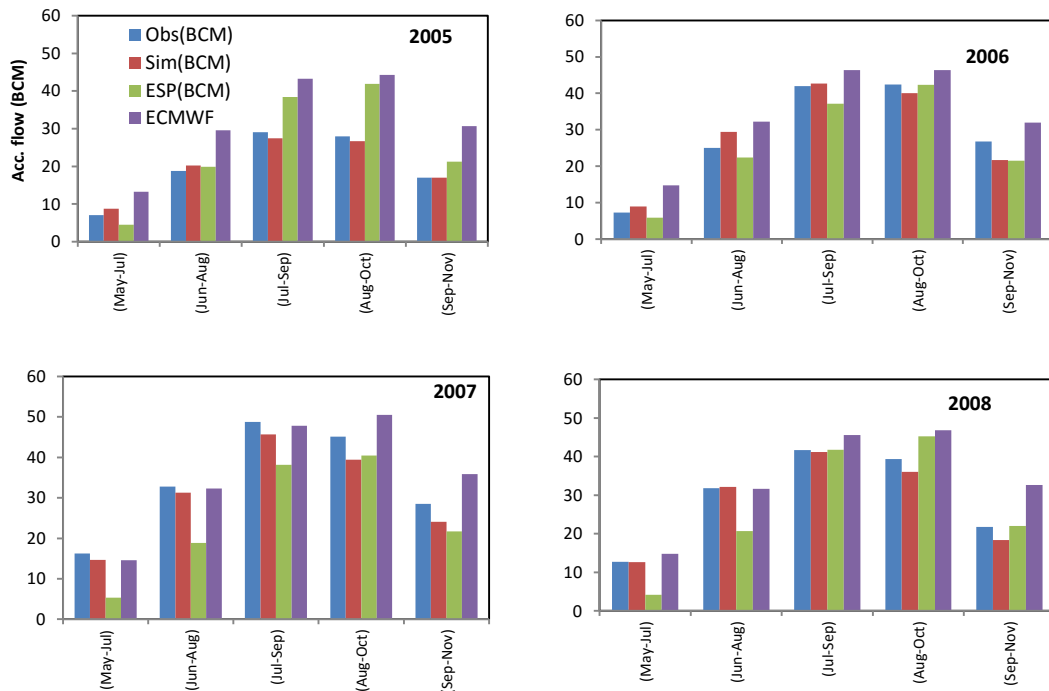 Acc. flow (BCM)
60
50
40
30
20
10
0
Obs(BCM)
Sim(BCM)
ESP(BCM)
ECMWF
2005
(May-Jul)
(Jun-Aug)
(Jul-Sep)
(Aug-Oct)
(Sep-Nov)
60
50
40
30
20
10
0
2006
(May-Jul)
(Jun-Aug)
(Jul-Sep)
(Aug-Oct)
(Sep-Nov)
60
50
40
30
20
10
0
2007
(May-Jul)
(Jun-Aug)
(Jul-Sep)
(Aug-Oct)
(Sep-Nov)
60
50
40
30
20
10
0
2008
(May-Jul)
(Jun-Aug)
(Jul-Sep)
(Aug-Oct)
(Sep-Nov)